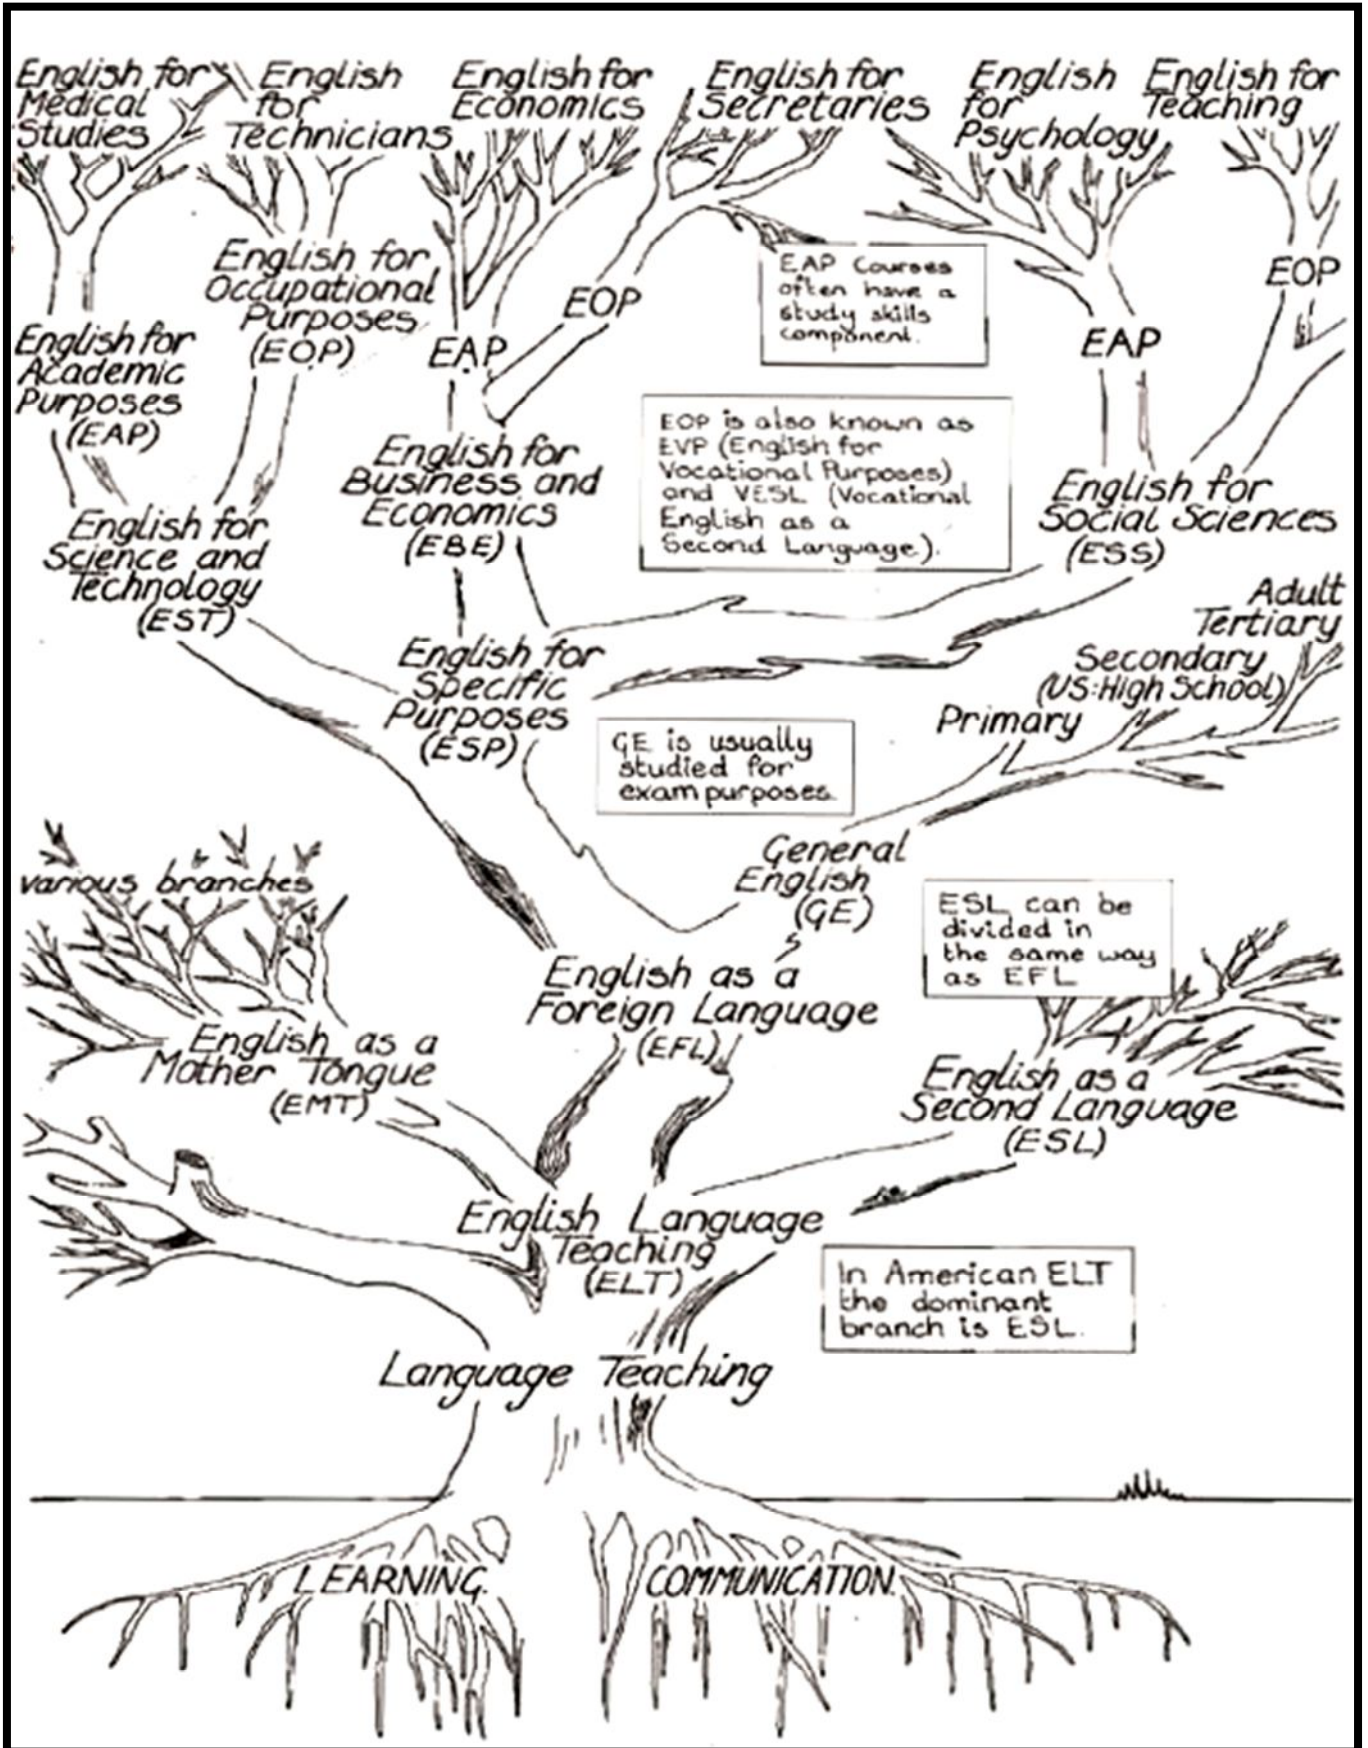 English for
Medical
Studies
English
for
Technicians
English for
Economics
English for
Secretaries
English
for
Psychology
English for
Teaching
English for
Occupational
Purposes
(EOP)
EOP
EAP Courses
often have a
study skills
component.
EOP
English for
Academic
Purposes
(EAP)
EAP
EAP
EOP is also known as
EVP (English for
Vocational Purposes)
and VESL (Vocational
English as a
Second Language).
English for
Business and
Economics
(EBE)
English for
Social Sciences
(ESS)
English for
Science and
Technology
(EST)
Adult
Tertiary
Secondary
(US:High School)
Primary
English for
Specific
Purposes
(ESP)
GE is usually
studied for
exam purposes.
General
English
(GE)
various branches
ESL can be
divided in
the same way
as EFL
English as a
Foreign Language
(EFL)
English as a
Mother Tongue
(EMT)
English as a
Second Language
(ESL)
English Language
Teaching
(ELT)
In American ELT
the dominant
branch is ESL.
Language Teaching
LEARNING.
COMMUNICATION.